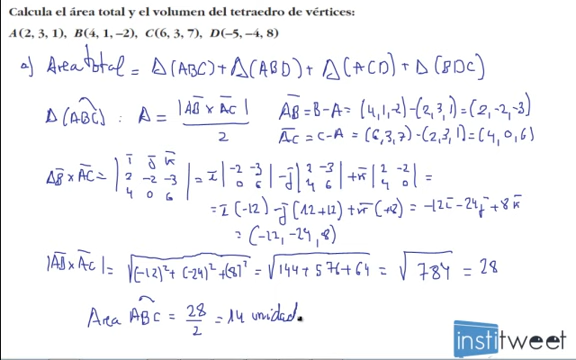 Calcula el área total y el volumen del tetraedro de vértices:
A(2, 3, 1), B(4, 1, −2), C(6, 3, 7), D(−5, −4, 8)
a) Area total = Δ(ABC) + Δ(ABD) + Δ(ACD) + Δ(BDC)
Δ(ABC) : A = |AB x AC| / 2   AB = B-A = (4,1,-2)-(2,3,1)=(2,-2,-3)
AC = C-A = (6,3,7)-(2,3,1)=(4,0,6)
AB x AC = | i j k ; 2 -2 -3 ; 4 0 6 | = i | -2 -3 ; 0 6 | - j | 2 -3 ; 4 6 | + k | 2 -2 ; 4 0 | =
= i (-12) - j (12+12) + k (+8) = -12i - 24j + 8k
= (-12, -24, 8)
|AB x AC| = √(-12)² + (-24)² + (8)² = √144 + 576 + 64 = √784 = 28
Area ABC = 28/2 = 14 unidad.
institweet